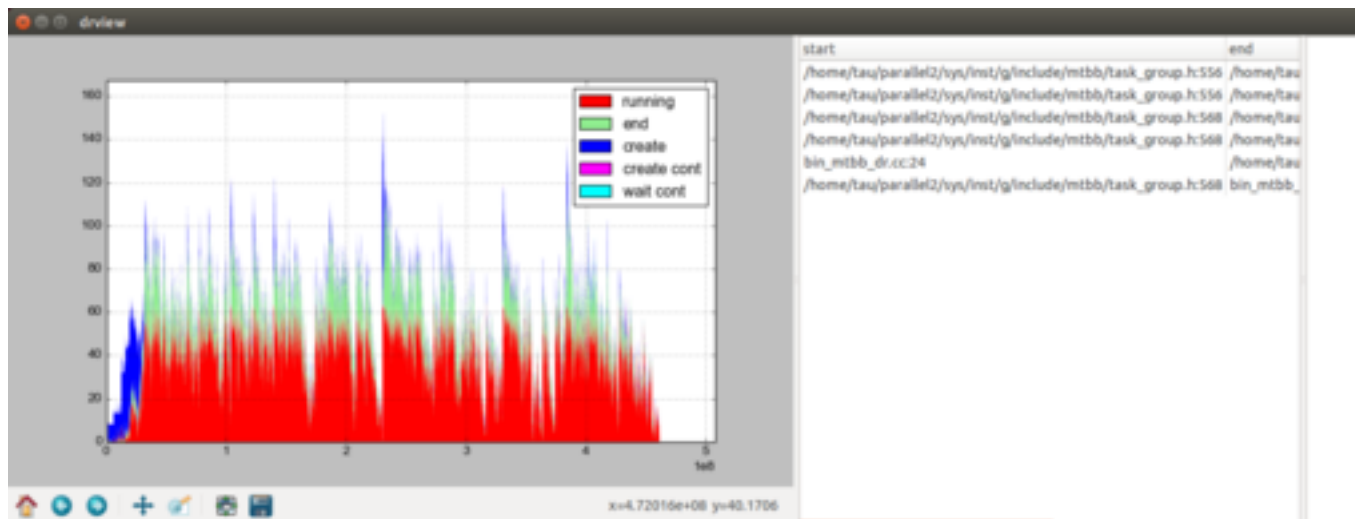 drview
start end
/home/tau/parallel2/sys/inst/g/include/mtbb/task_group.h:556 /home/tau
/home/tau/parallel2/sys/inst/g/include/mtbb/task_group.h:556 /home/tau
/home/tau/parallel2/sys/inst/g/include/mtbb/task_group.h:568 /home/tau
/home/tau/parallel2/sys/inst/g/include/mtbb/task_group.h:568 /home/tau
bin_mtbb_dr.cc:24 /home/tau
/home/tau/parallel2/sys/inst/g/include/mtbb/task_group.h:568 bin_mtbb_
running
end
create
create cont
wait cont
160
140
120
100
80
60
40
20
0
0 1 2 3 4 5
1e8
x=4.72016e+08 y=40.1706